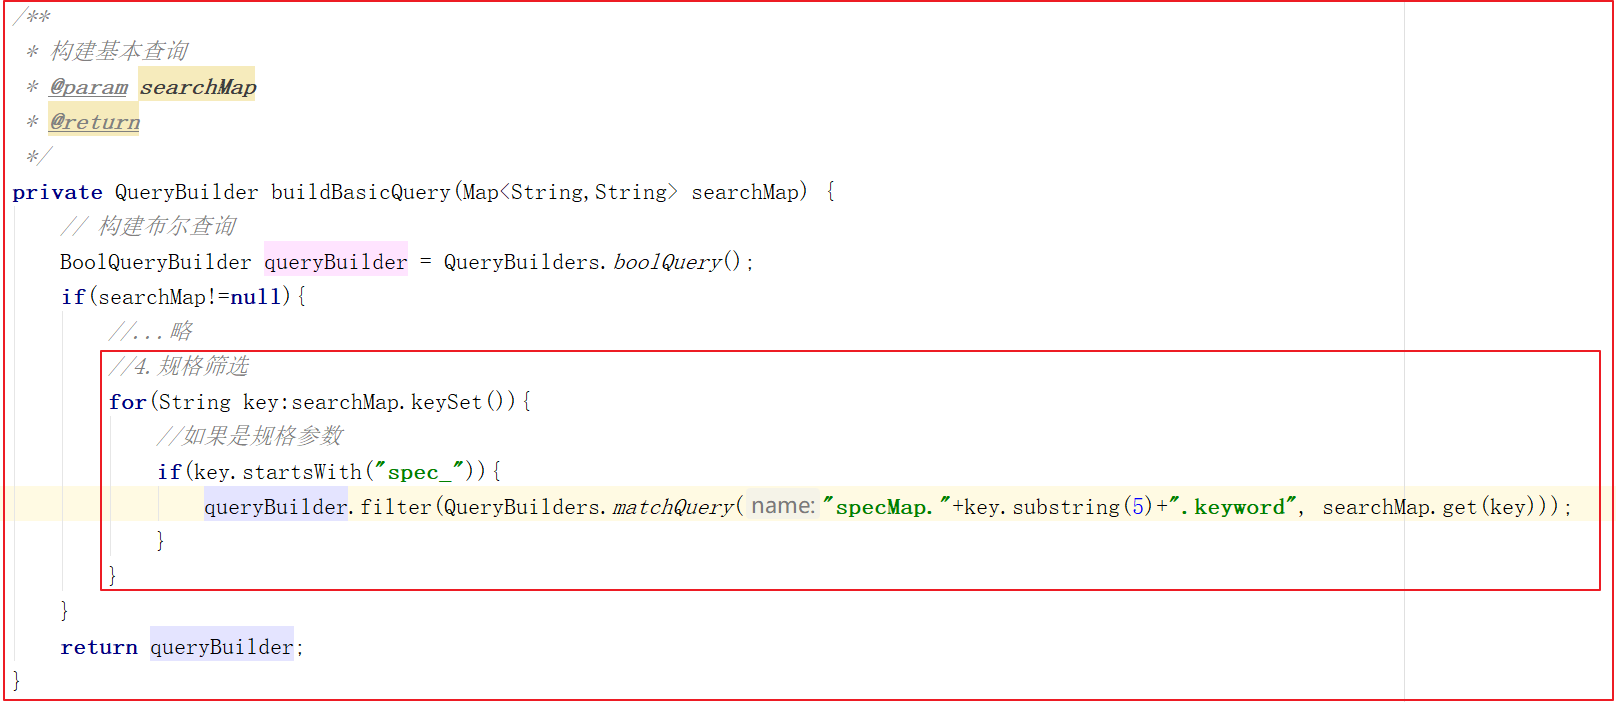 /**
 * 构建基本查询
 * @param searchMap
 * @return
 */
private QueryBuilder buildBasicQuery(Map<String,String> searchMap) {
    // 构建布尔查询
    BoolQueryBuilder queryBuilder = QueryBuilders.boolQuery();
    if(searchMap!=null){
        //...略
        //4.规格筛选
        for(String key:searchMap.keySet()){
            //如果是规格参数
            if(key.startsWith("spec_")){
                queryBuilder.filter(QueryBuilders.matchQuery( name: "specMap."+key.substring(5)+".keyword", searchMap.get(key)));
            }
        }
    }
    return queryBuilder;
}